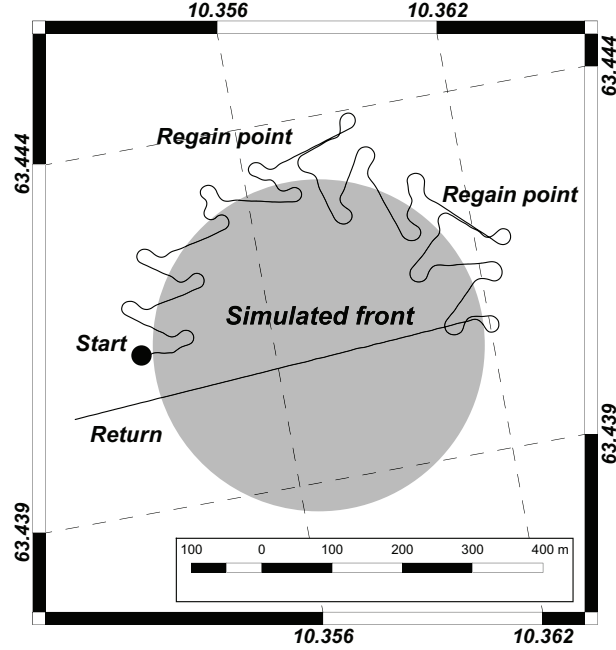 10.356
10.362
63.444
63.444
Regain point
Regain point
Simulated front
Start
Return
63.439
63.439
100 0 100 200 300 400 m
10.356
10.362